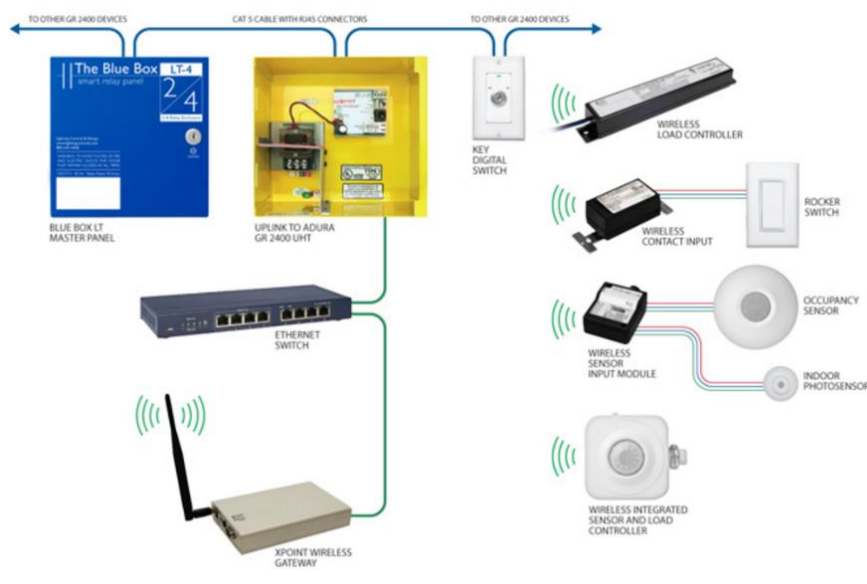 TO OTHER GR 2400 DEVICES
CAT 5 CABLE WITH RJ45 CONNECTORS
TO OTHER GR 2400 DEVICES
The Blue Box
smart relay panel
LT-4
2/4
BLUE BOX LT
MASTER PANEL
UPLINK TO ADURA
GR 2400 UHT
KEY
DIGITAL
SWITCH
WIRELESS
LOAD CONTROLLER
WIRELESS
CONTACT INPUT
ROCKER
SWITCH
ETHERNET
SWITCH
WIRELESS
SENSOR
INPUT MODULE
OCCUPANCY
SENSOR
INDOOR
PHOTOSENSOR
XPOINT WIRELESS
GATEWAY
WIRELESS INTEGRATED
SENSOR AND LOAD
CONTROLLER